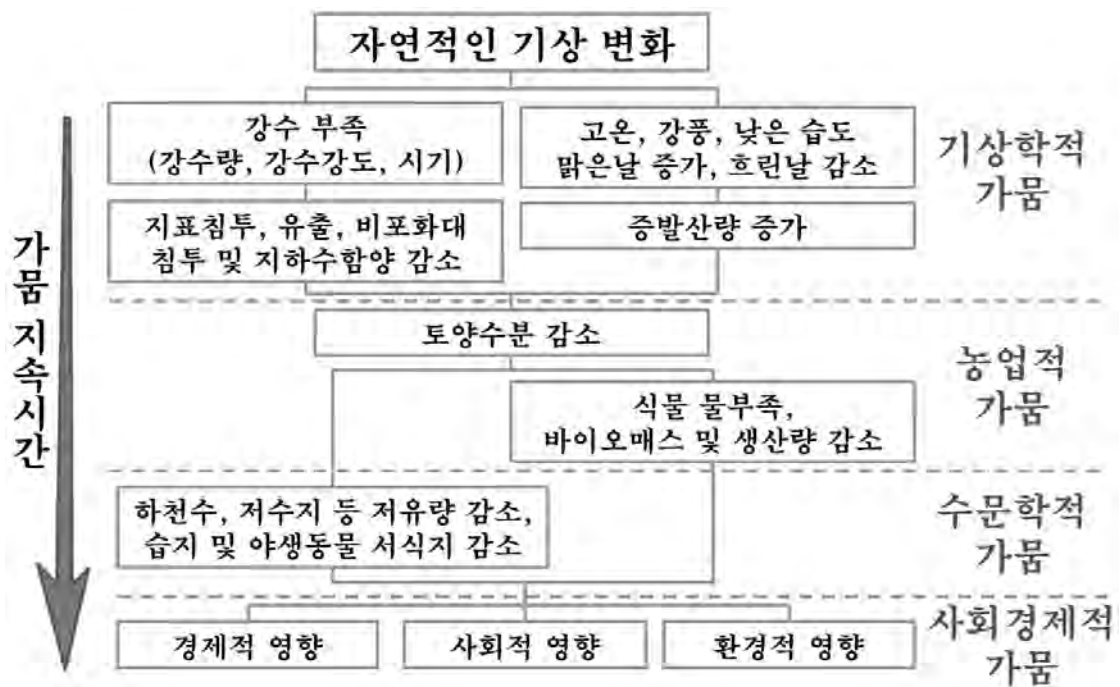 자연적인 기상 변화
강수 부족
(강수량, 강수강도, 시기)
고온, 강풍, 낮은 습도
맑은날 증가, 흐린날 감소
기상학적
가뭄
지표침투, 유출, 비포화대
침투 및 지하수함양 감소
증발산량 증가
가뭄 지속시간
토양수분 감소
농업적
가뭄
식물 물부족,
바이오매스 및 생산량 감소
하천수, 저수지 등 저유량 감소,
습지 및 야생동물 서식지 감소
수문학적
가뭄
경제적 영향
사회적 영향
환경적 영향
사회경제적
가뭄